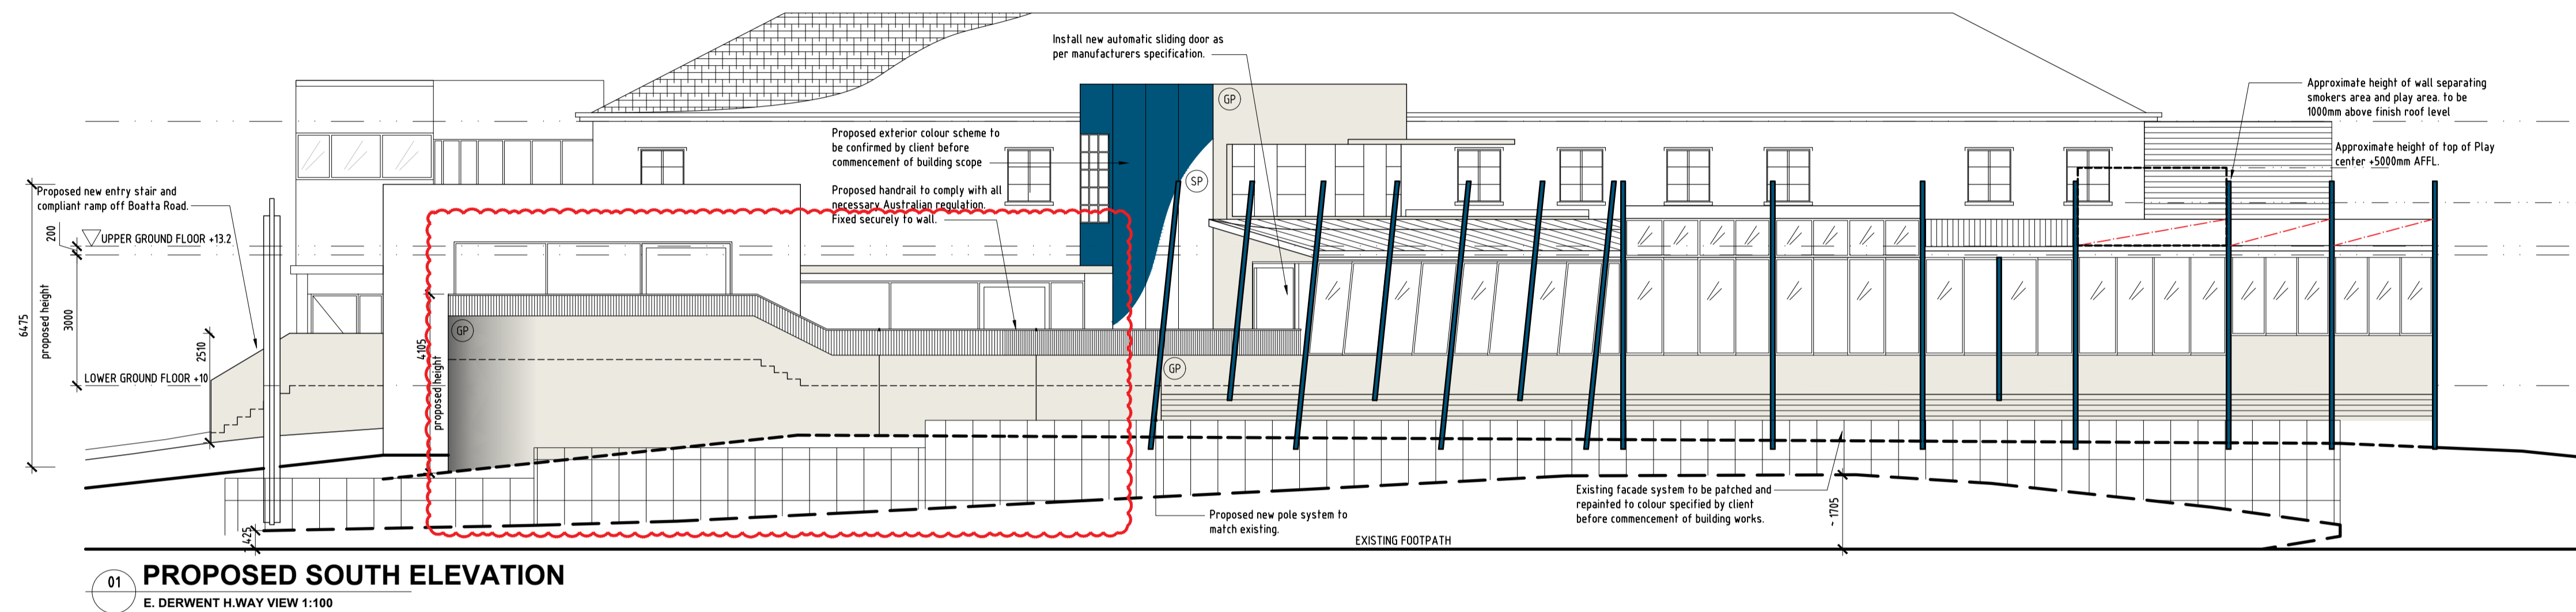 Install new automatic sliding door as
per manufacturers specification.
GP
Approximate height of wall separating
smokers area and play area. to be
1000mm above finish roof level
Proposed exterior colour scheme to
be confirmed by client before
commencement of building scope
Approximate height of top of Play
center +5000mm AFFL.
SP
Proposed new entry stair and
compliant ramp off Boatta Road.
Proposed handrail to comply with all
necessary Australian regulation.
Fixed securely to wall.
200
UPPER GROUND FLOOR +13.2
6475
proposed height
3000
2510
GP
4105
proposed height
GP
LOWER GROUND FLOOR +10
Existing facade system to be patched and
repainted to colour specified by client
before commencement of building works.
~ 1705
Proposed new pole system to
match existing.
425
EXISTING FOOTPATH
01
PROPOSED SOUTH ELEVATION
E. DERWENT H.WAY VIEW 1:100